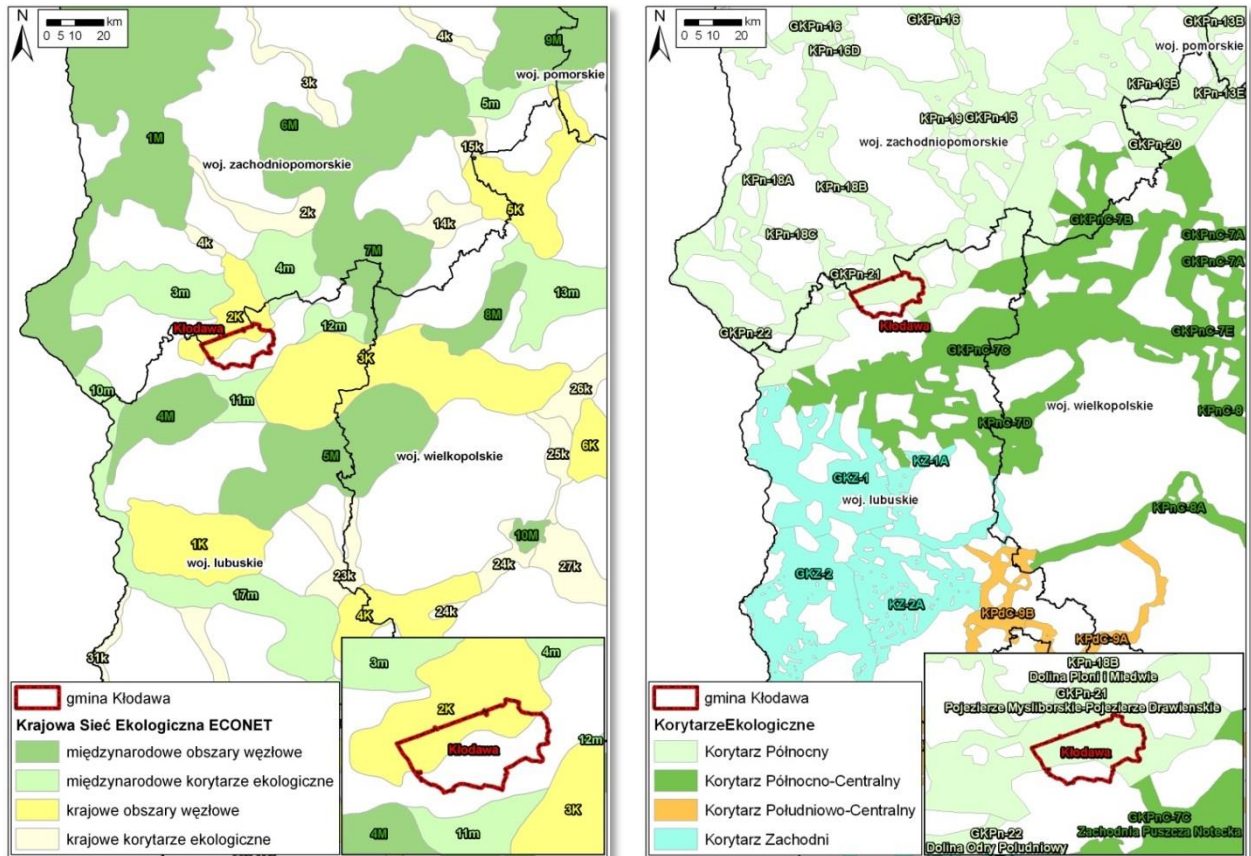 N
0 10 20 km
4k
9M
woj. pomorskie
3k
5m
1M
6M
15k
woj. zachodniopomorskie
2k
5K
14k
4k
7M
4m
13m
3m
8M
2K
12m
Kłodawa
3K
10m
11m
26k
4M
6K
5M
woj. wielkopolskie
25k
1K
10M
woj. lubuskie
24k
27k
23k
17m
4K
24k
31k
gmina Kłodawa
Krajowa Sieć Ekologiczna ECONET
międzynarodowe obszary węzłowe
międzynarodowe korytarze ekologiczne
krajowe obszary węzłowe
krajowe korytarze ekologiczne
3m
4m
2K
Kłodawa
12m
3K
4M
11m
N
0 10 20 km
GKPn-16
GKPn-16
GKPn-13B
KPn-16D
woj. pomorskie
KPn-16B
KPn-13E
KPn-19
GKPn-15
woj. zachodniopomorskie
GKPn-20
KPn-18A
KPn-18B
GKPnC-7B
KPn-18C
GKPnC-7A
GKPn-21
GKPnC-7A
Kłodawa
GKPn-22
GKPnC-7E
GKPnC-7C
woj. wielkopolskie
KPnC-8
KPnC-7D
KZ-1A
GKZ-1
woj. lubuskie
KPnC-8A
GKZ-2
KZ-2A
KPdC-9B
KPdC-9A
gmina Kłodawa
KorytarzeEkologiczne
Korytarz Północny
Korytarz Północno-Centralny
Korytarz Południowo-Centralny
Korytarz Zachodni
KPn-18B
Dolina Płoni i Miedwie
GKPn-21
Pojezierze Myśliborskie-Pojezierze Drawieńskie
Kłodawa
GKPnC-7C
Zachodnia Puszcza Notecka
GKPn-22
Dolina Odry Południowy